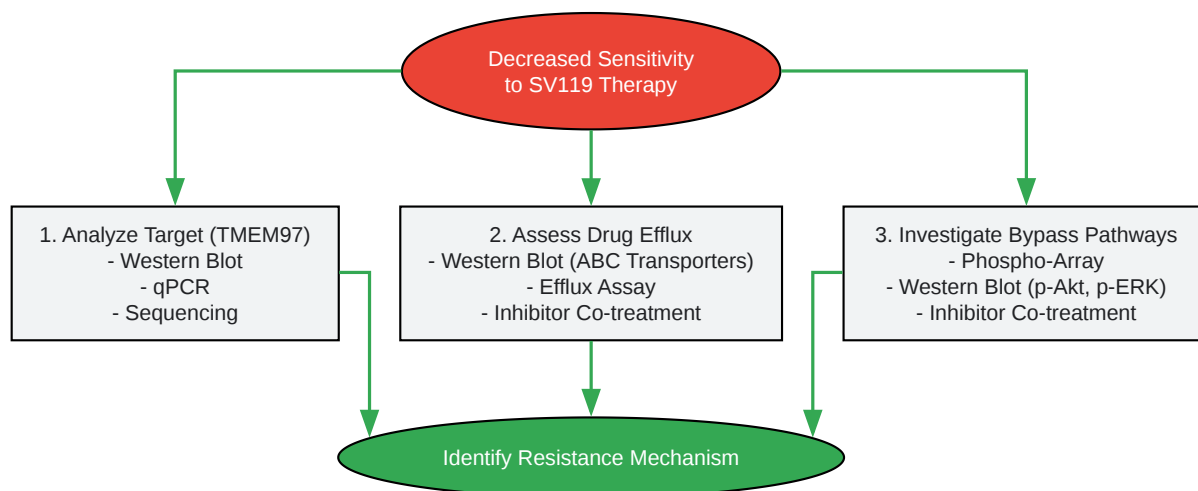 Decreased Sensitivity
to SV119 Therapy
1. Analyze Target (TMEM97)
- Western Blot
- qPCR
- Sequencing
2. Assess Drug Efflux
- Western Blot (ABC Transporters)
- Efflux Assay
- Inhibitor Co-treatment
3. Investigate Bypass Pathways
- Phospho-Array
- Western Blot (p-Akt, p-ERK)
- Inhibitor Co-treatment
Identify Resistance Mechanism